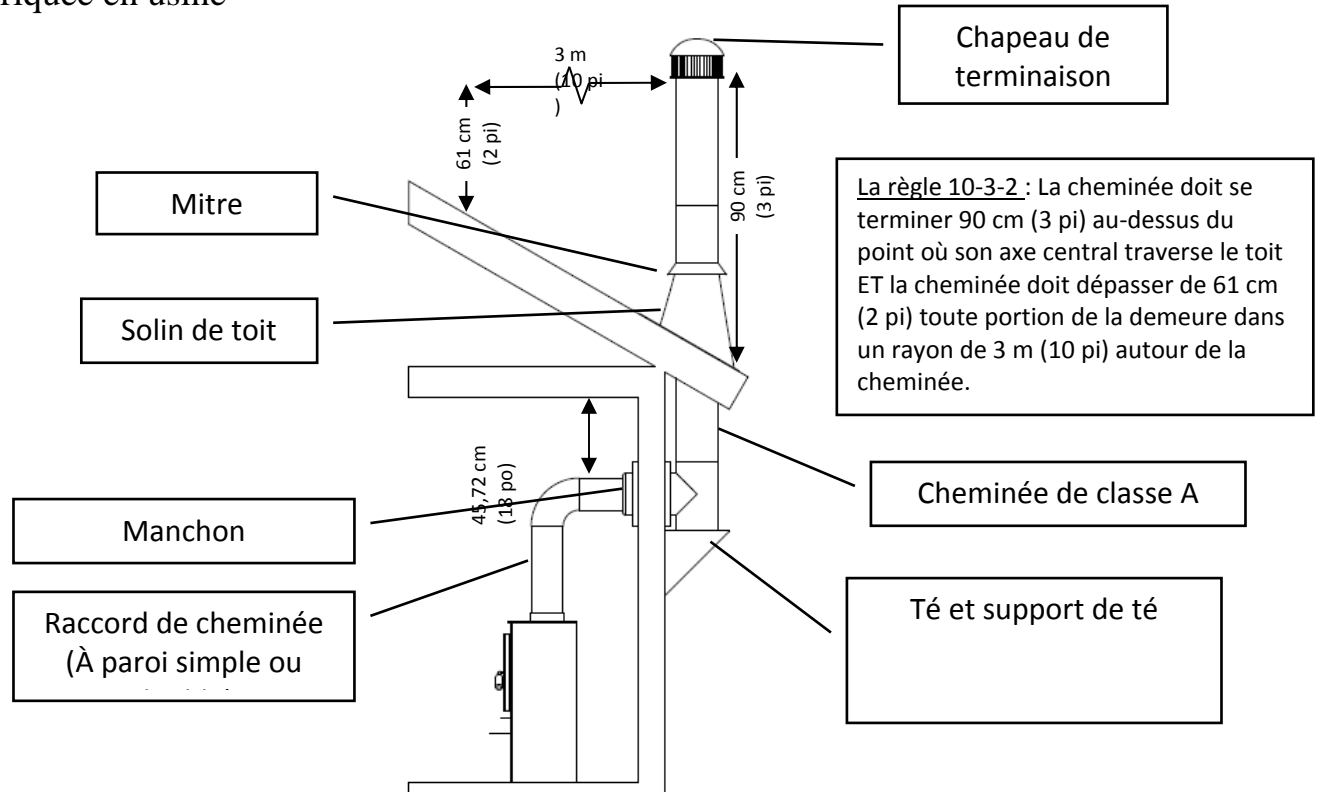 riquée en usine
Chapeau de
terminaison
3 m
(10 pi
)
61 cm
(2 pi)
90 cm
(3 pi)
Mitre
La règle 10-3-2 : La cheminée doit se
terminer 90 cm (3 pi) au-dessus du
point où son axe central traverse le toit
ET la cheminée doit dépasser de 61 cm
(2 pi) toute portion de la demeure dans
un rayon de 3 m (10 pi) autour de la
cheminée.
Solin de toit
45,72 cm
(18 po)
Cheminée de classe A
Manchon
Té et support de té
Raccord de cheminée
(À paroi simple ou